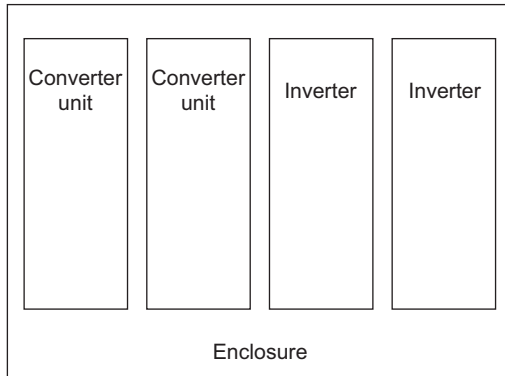 Converter
unit
Converter
unit
Inverter
Inverter
Enclosure